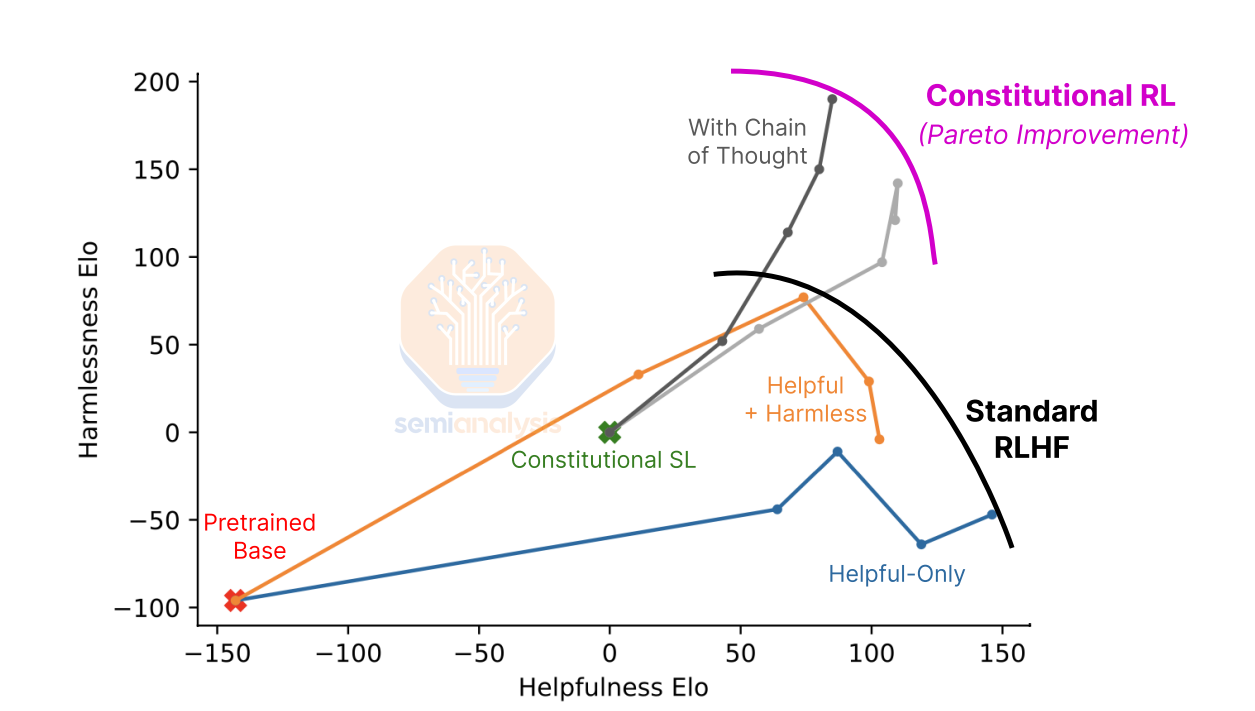 200
150
100
50
0
−50
−100
Harmlessness Elo
−150
−100
−50
0
50
100
150
Helpfulness Elo
Constitutional RL
(Pareto Improvement)
With Chain
of Thought
Helpful
+ Harmless
Standard
RLHF
semianalysis
Constitutional SL
Pretrained
Base
Helpful-Only